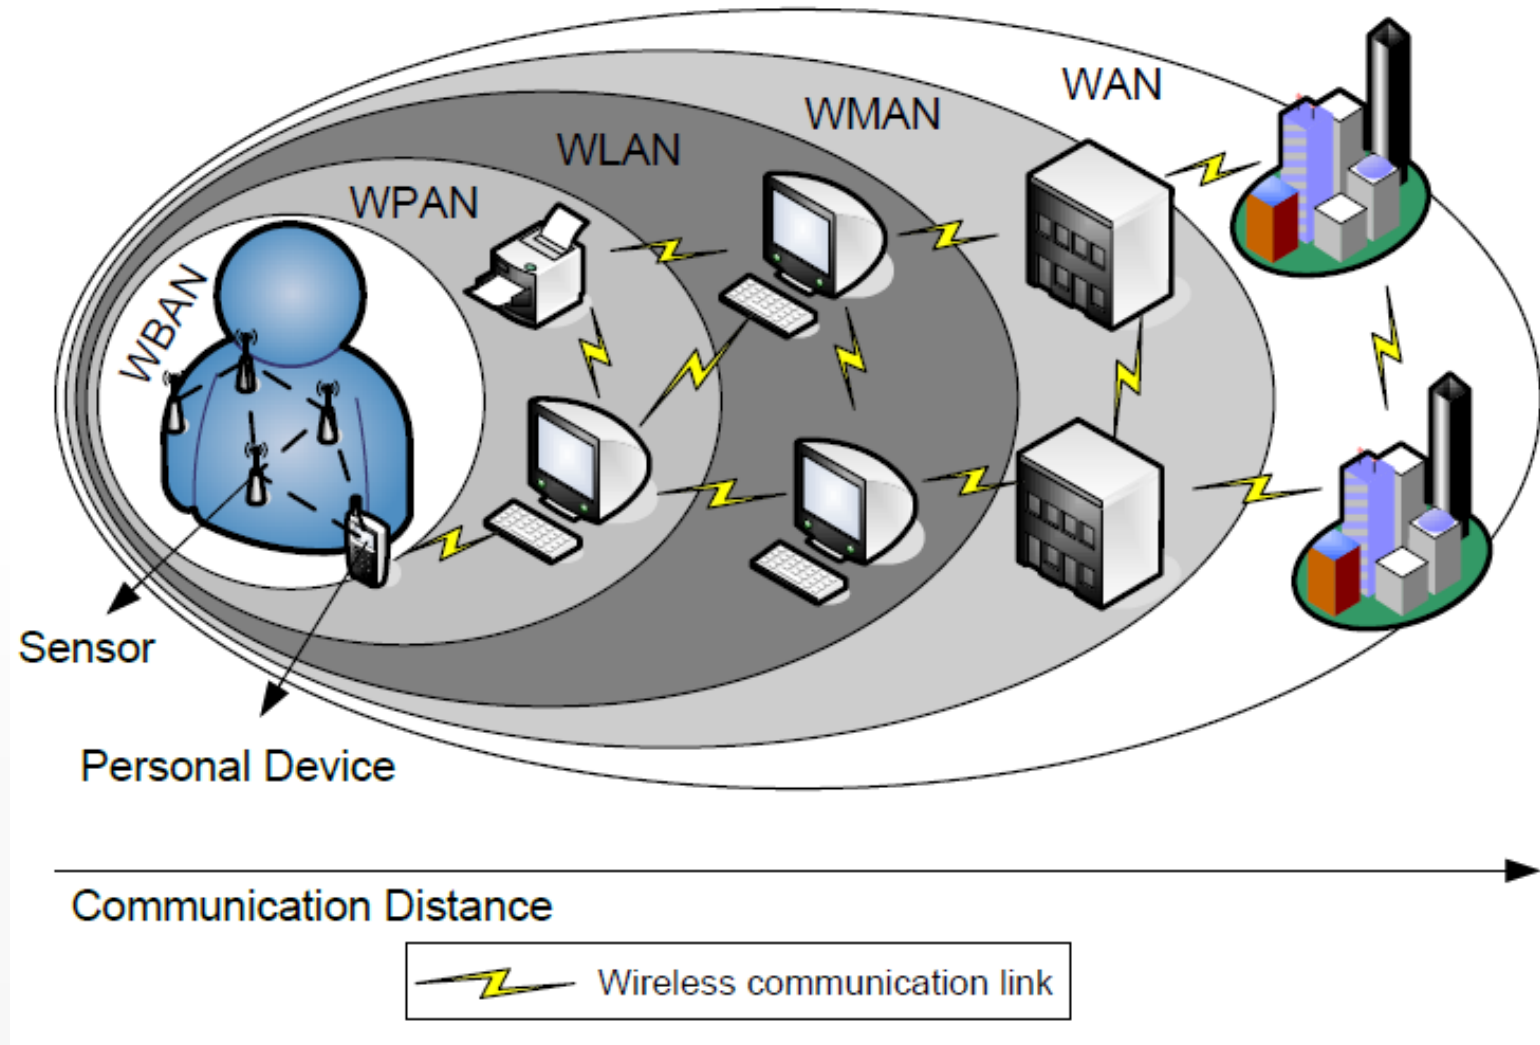 WAN
WMAN
WLAN
WPAN
WBAN
Sensor
Personal Device
Communication Distance
Wireless communication link